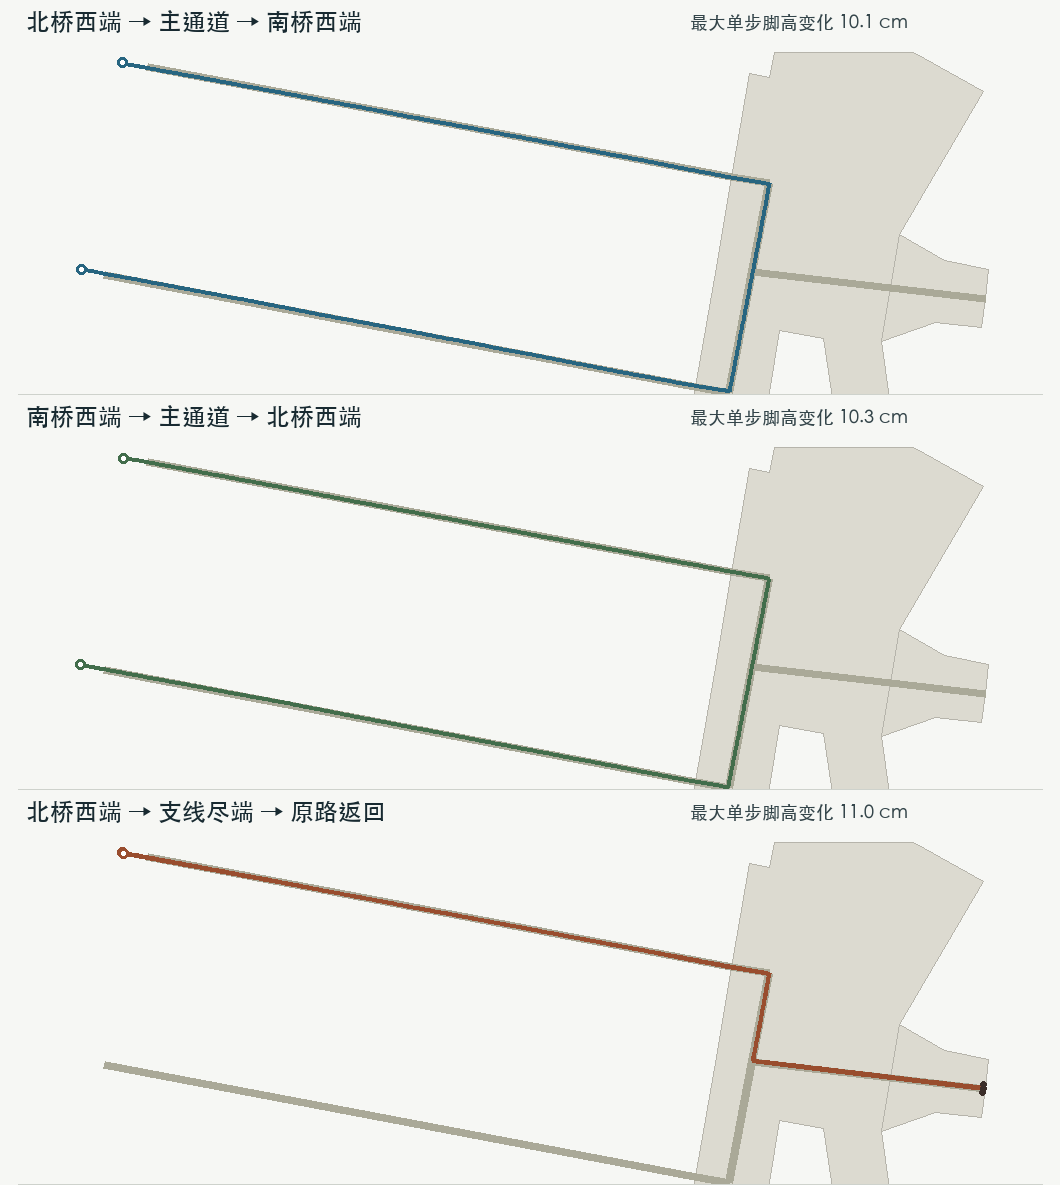 北桥西端 → 主通道 → 南桥西端
最大单步脚高变化 10.1 cm
南桥西端 → 主通道 → 北桥西端
最大单步脚高变化 10.3 cm
北桥西端 → 支线尽端 → 原路返回
最大单步脚高变化 11.0 cm